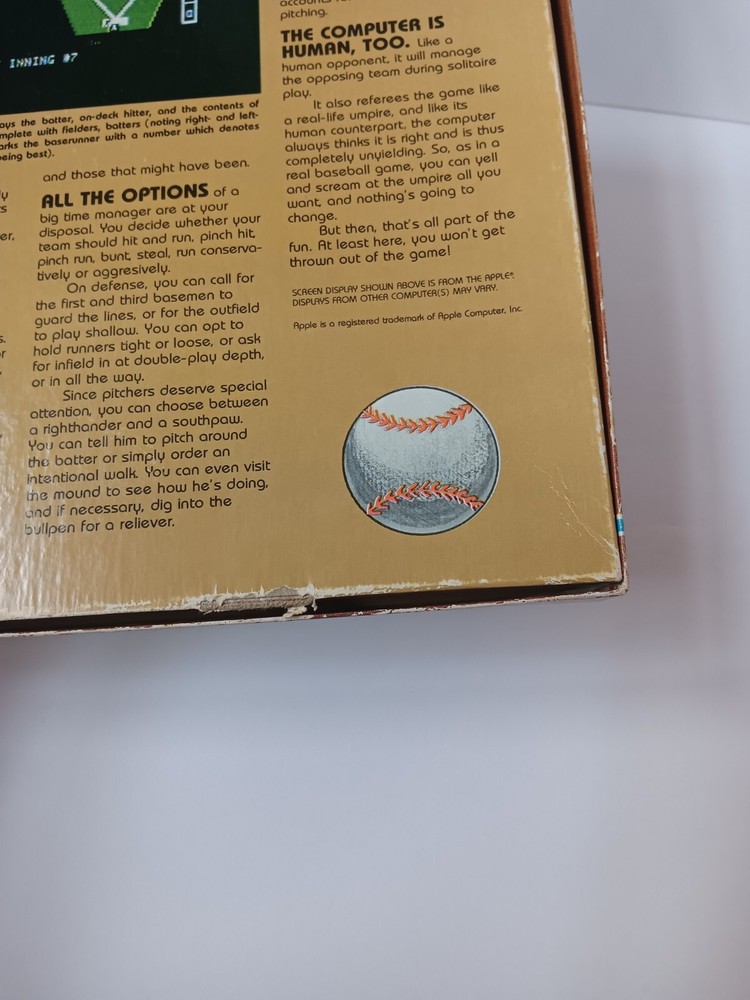 INNING 07
ays the batter, on-deck hitter, and the contents of
mplete with fielders, batters (noting right- and left-
arks the baserunner with a number which denotes
eing best).
and those that might have been.
ALL THE OPTIONS of a
big time manager are at your
disposal. You decide whether your
team should hit and run, pinch hit,
pinch run, bunt, steal, run conserva-
tively or aggresively.
On defense, you can call for
the first and third basemen to
guard the lines, or for the outfield
to play shallow. You can opt to
hold runners tight or loose, or ask
for infield in at double-play depth,
or in all the way.
Since pitchers deserve special
attention, you can choose between
a righthander and a southpaw.
You can tell him to pitch around
the batter or simply order an
intentional walk. You can even visit
the mound to see how he's doing,
and if necessary, dig into the
bullpen for a reliever.
pitching.
THE COMPUTER IS
HUMAN, TOO. Like a
human opponent, it will manage
the opposing team during solitaire
play.
It also referees the game like
a real-life umpire, and like its
human counterpart, the computer
always thinks it is right and is thus
completely unyielding. So, as in a
real baseball game, you can yell
and scream at the umpire all you
want, and nothing's going to
change.
But then, that's all part of the
fun. At least here, you won't get
thrown out of the game!
SCREEN DISPLAY SHOWN ABOVE IS FROM THE APPLE®.
DISPLAYS FROM OTHER COMPUTER(S) MAY VARY.
Apple is a registered trademark of Apple Computer, Inc.